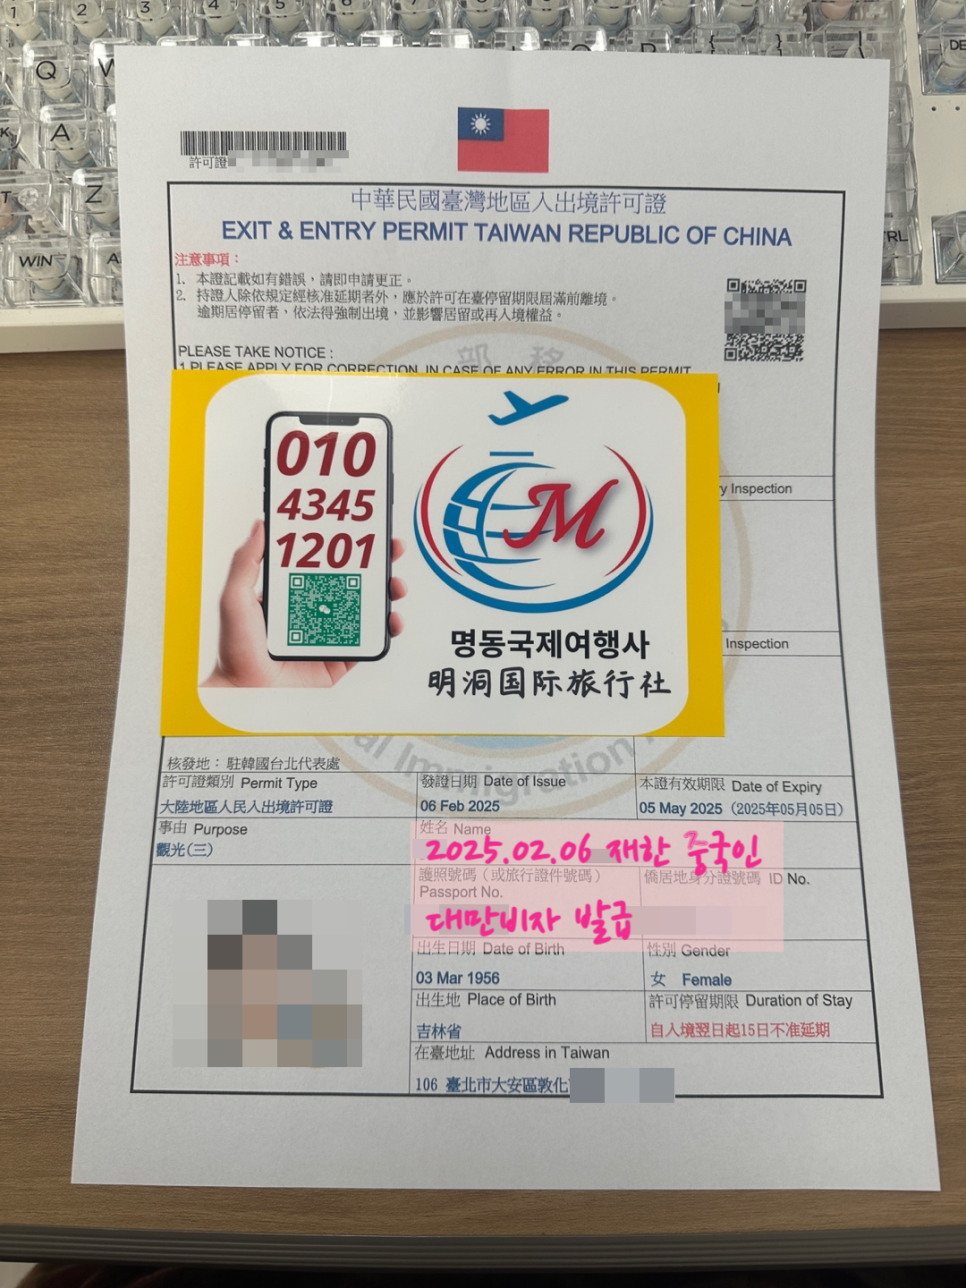 許可證
中華民國臺灣地區入出境許可證
EXIT & ENTRY PERMIT TAIWAN REPUBLIC OF CHINA
注意事項：
1. 本證記載如有錯誤，請即申請更正。
2. 持證人除依規定經核准延期者外，應於許可在臺停留期限屆滿前離境。
逾期居停留者，依法得強制出境，並影響居留或再入境權益。
PLEASE TAKE NOTICE :
1.PLEASE APPLY FOR CORRECTION, IN CASE OF ANY ERROR IN THIS PERMIT
010
4345
1201
M
명동국제여행사
明洞国际旅行社
y Inspection
Inspection
核發地： 駐韓國台北代表處
許可證類別 Permit Type
大陸地區人民入出境許可證
發證日期 Date of Issue
06 Feb 2025
本證有效期限 Date of Expiry
05 May 2025（2025年05月05日）
事由 Purpose
觀光(三)
姓名 Name
2025.02.06 재한 중국인
護照號碼（或旅行證件號碼）
Passport No.
僑居地身分證號碼 ID No.
대만비자 발급
出生日期 Date of Birth
03 Mar 1956
性別 Gender
女 Female
出生地 Place of Birth
吉林省
許可停留期限 Duration of Stay
自入境翌日起15日不准延期
在臺地址 Address in Taiwan
106 臺北市大安區敦化